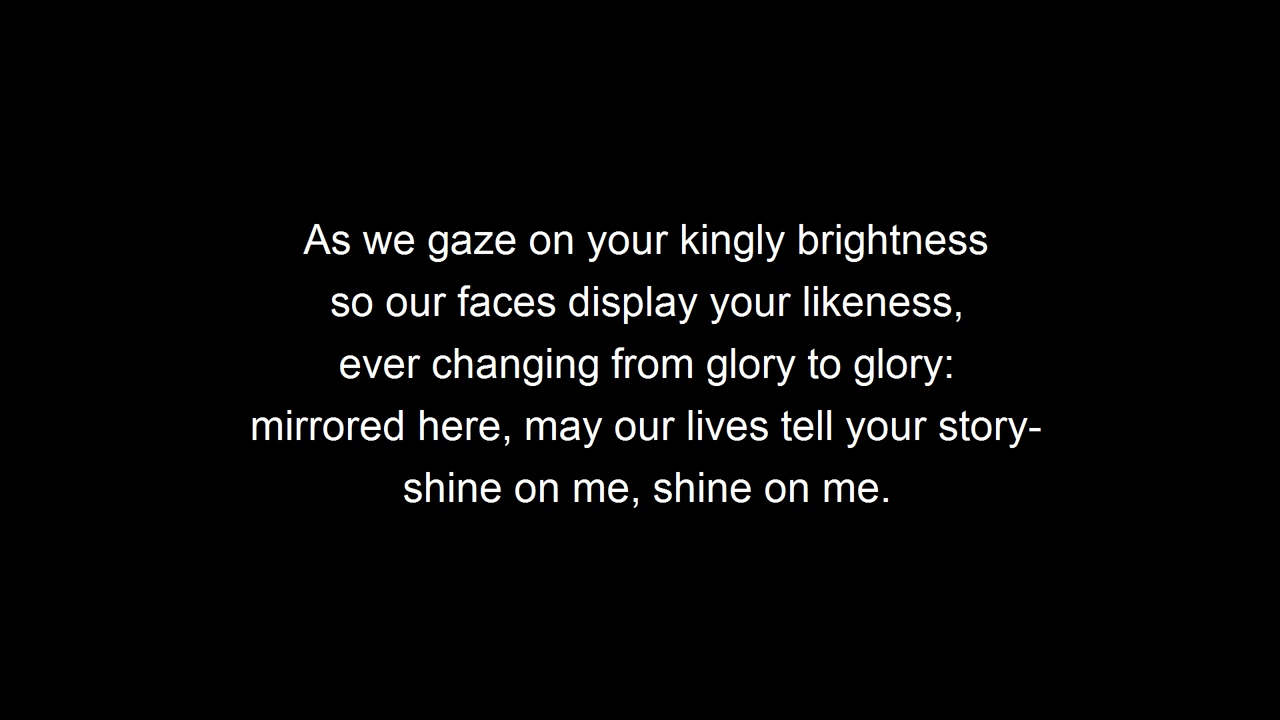 As we gaze on your kingly brightness
so our faces display your likeness,
ever changing from glory to glory:
mirrored here, may our lives tell your story-
shine on me, shine on me.